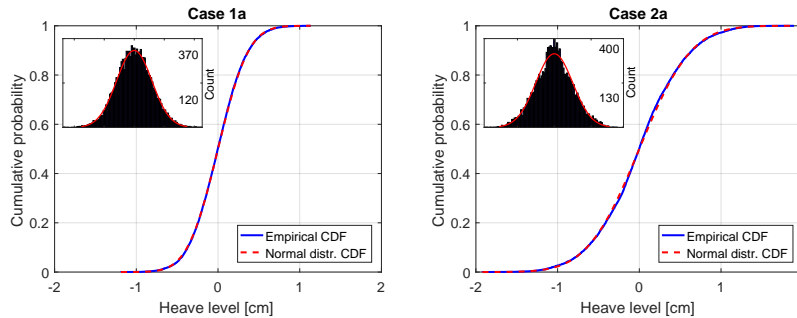 Case 1a
1
0.8
0.6
0.4
0.2
0
Cumulative probability
370
120
Count
Empirical CDF
Normal distr. CDF
-2
-1
0
1
2
Heave level [cm]
Case 2a
1
0.8
0.6
0.4
0.2
0
Cumulative probability
400
130
Count
Empirical CDF
Normal distr. CDF
-2
-1
0
1
Heave level [cm]